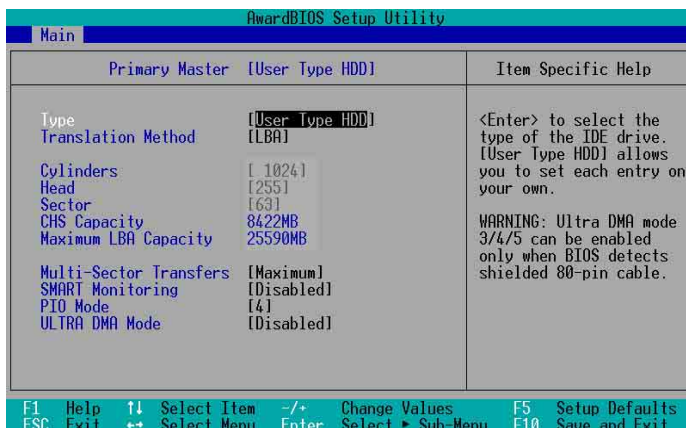 AwardBIOS Setup Utility
Main
Primary Master [User Type HDD]
Item Specific Help
Type [User Type HDD]
Translation Method [LBA]
Cylinders [ 1024]
Head [255]
Sector [63]
CHS Capacity 8422MB
Maximum LBA Capacity 25590MB
Multi-Sector Transfers [Maximum]
SMART Monitoring [Disabled]
PIO Mode [4]
ULTRA DMA Mode [Disabled]
<Enter> to select the
type of the IDE drive.
[User Type HDD] allows
you to set each entry on
your own.
WARNING: Ultra DMA mode
3/4/5 can be enabled
only when BIOS detects
shielded 80-pin cable.
F1 Help ↑↓ Select Item -/+ Change Values F5 Setup Defaults
ESC Exit ←→ Select Menu Enter Select ► Sub-Menu F10 Save and Exit